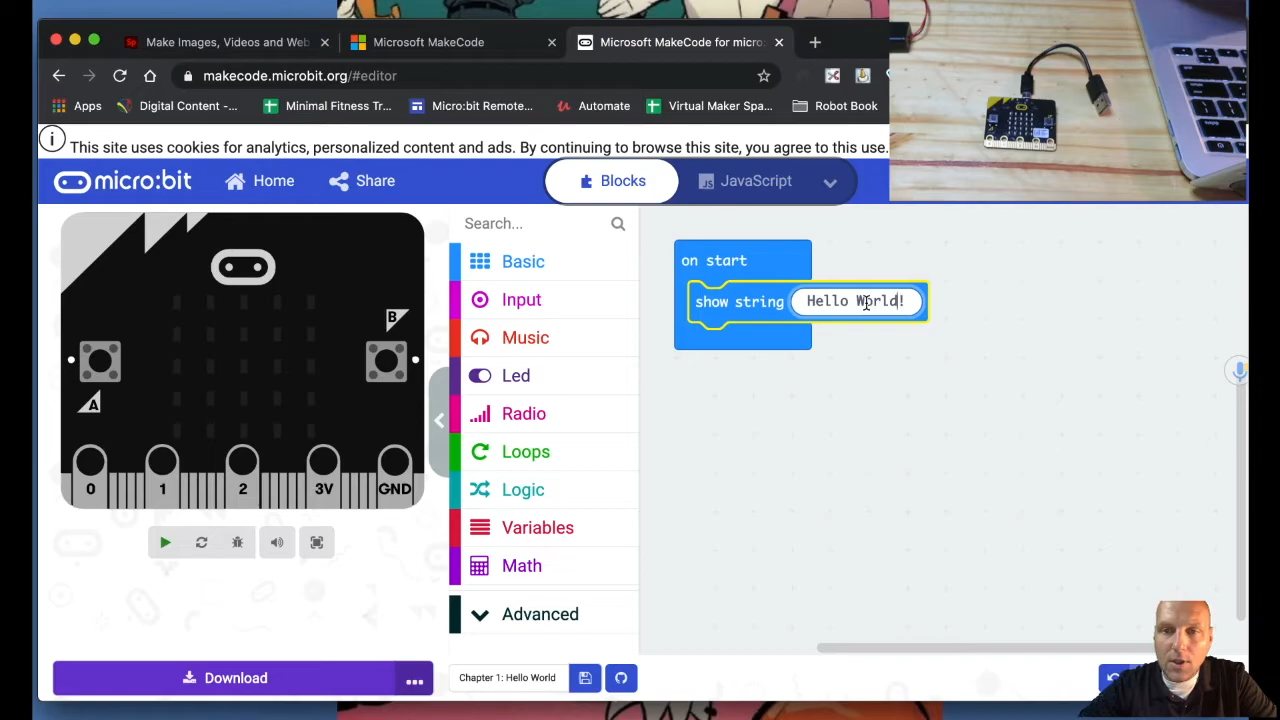 Sp Make Images, Videos and Web
Microsoft MakeCode
Microsoft MakeCode for micro:
makecode.microbit.org/#editor
Apps
Digital Content -...
Minimal Fitness Tr...
Micro:bit Remote...
Automate
Virtual Maker Spa...
Robot Book
This site uses cookies for analytics, personalized content and ads. By continuing to browse this site, you agree to this use.
micro:bit
Home
Share
Blocks
JS JavaScript
Search...
Basic
Input
Music
Led
Radio
Loops
Logic
Variables
Math
Advanced
on start
show string Hello World!
B
A
0 1 2 3V GND
Download
Chapter 1: Hello World